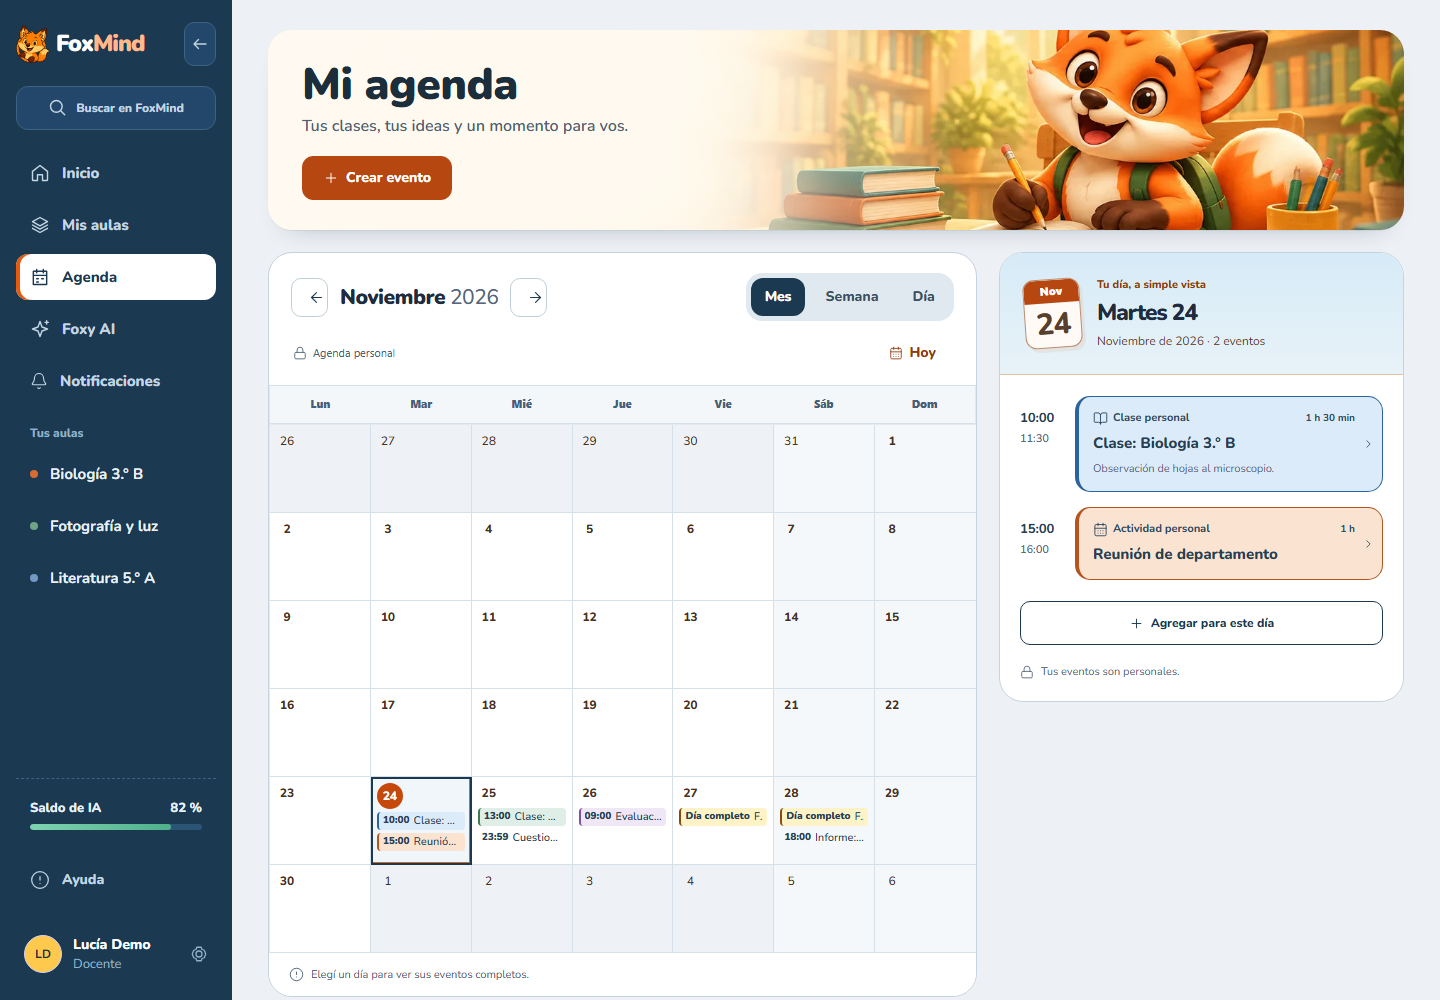 FoxMind
Buscar en FoxMind
Inicio
Mis aulas
Agenda
Foxy AI
Notificaciones
Tus aulas
Biología 3.° B
Fotografía y luz
Literatura 5.° A
Saldo de IA 82 %
Ayuda
LD
Lucía Demo
Docente
Mi agenda
Tus clases, tus ideas y un momento para vos.
Crear evento
Noviembre 2026
Mes Semana Día
Agenda personal
Hoy
Lun Mar Mié Jue Vie Sáb Dom
26 27 28 29 30 31 1
2 3 4 5 6 7 8
9 10 11 12 13 14 15
16 17 18 19 20 21 22
23 24 25 26 27 28 29
10:00 Clase: ... 13:00 Clase: ... 09:00 Evaluac... Día completo F. Día completo F.
15:00 Reunió... 23:59 Cuestio... 18:00 Informe:...
30 1 2 3 4 5 6
Elegí un día para ver sus eventos completos.
Nov
24
Tu día, a simple vista
Martes 24
Noviembre de 2026 · 2 eventos
10:00
11:30
Clase personal 1 h 30 min
Clase: Biología 3.° B
Observación de hojas al microscopio.
15:00
16:00
Actividad personal 1 h
Reunión de departamento
Agregar para este día
Tus eventos son personales.